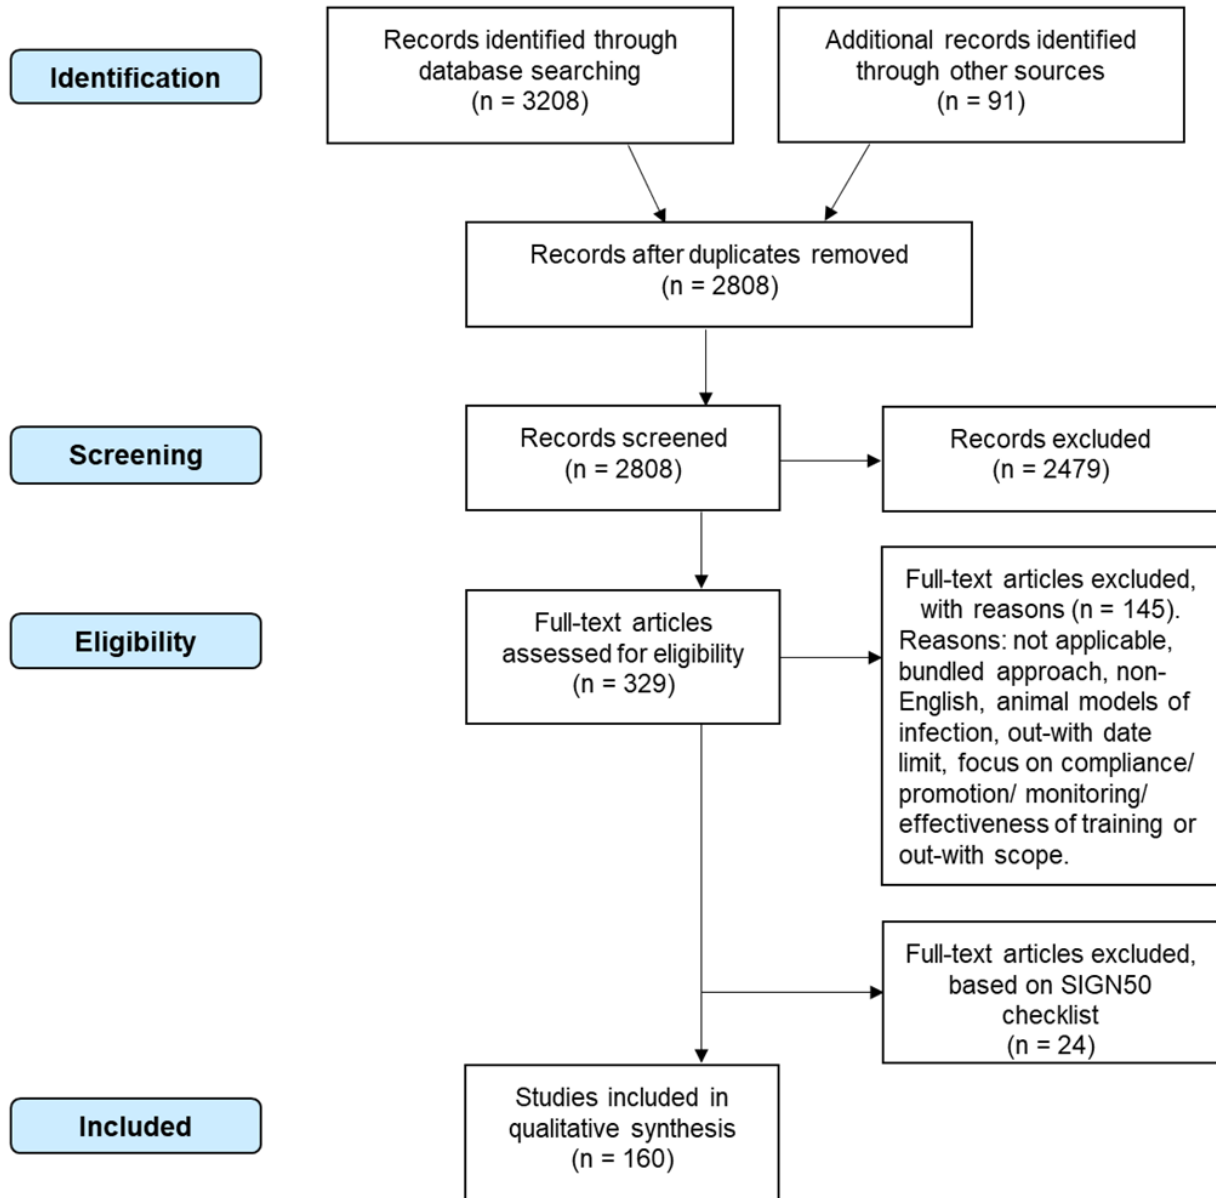 Identification
Records identified through
database searching
(n = 3208)
Additional records identified
through other sources
(n = 91)
Records after duplicates removed
(n = 2808)
Screening
Records screened
(n = 2808)
Records excluded
(n = 2479)
Eligibility
Full-text articles
assessed for eligibility
(n = 329)
Full-text articles excluded,
with reasons (n = 145).
Reasons: not applicable,
bundled approach, non-
English, animal models of
infection, out-with date
limit, focus on compliance/
promotion/ monitoring/
effectiveness of training or
out-with scope.
Full-text articles excluded,
based on SIGN50
checklist
(n = 24)
Included
Studies included in
qualitative synthesis
(n = 160)